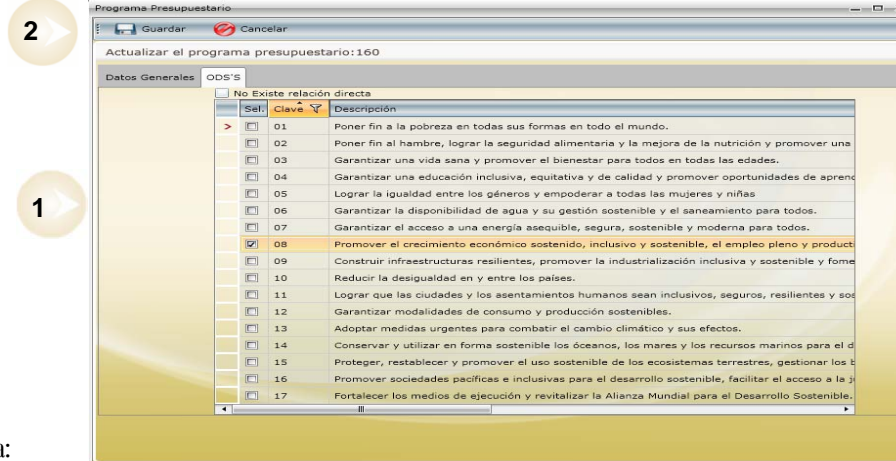 Programa Presupuestario
2
Guardar Cancelar
Actualizar el programa presupuestario:160
Datos Generales ODS'S
No Existe relación directa
Sel. Clave Descripción
> 01 Poner fin a la pobreza en todas sus formas en todo el mundo.
02 Poner fin al hambre, lograr la seguridad alimentaria y la mejora de la nutrición y promover una
03 Garantizar una vida sana y promover el bienestar para todos en todas las edades.
04 Garantizar una educación inclusiva, equitativa y de calidad y promover oportunidades de aprend
05 Lograr la igualdad entre los géneros y empoderar a todas las mujeres y niñas
1
06 Garantizar la disponibilidad de agua y su gestión sostenible y el saneamiento para todos.
07 Garantizar el acceso a una energía asequible, segura, sostenible y moderna para todos.
08 Promover el crecimiento económico sostenido, inclusivo y sostenible, el empleo pleno y producti
09 Construir infraestructuras resilientes, promover la industrialización inclusiva y sostenible y fome
10 Reducir la desigualdad en y entre los países.
11 Lograr que las ciudades y los asentamientos humanos sean inclusivos, seguros, resilientes y sos
12 Garantizar modalidades de consumo y producción sostenibles.
13 Adoptar medidas urgentes para combatir el cambio climático y sus efectos.
14 Conservar y utilizar en forma sostenible los óceanos, los mares y los recursos marinos para el d
15 Proteger, restablecer y promover el uso sostenible de los ecosistemas terrestres, gestionar los b
16 Promover sociedades pacíficas e inclusivas para el desarrollo sostenible, facilitar el acceso a la j
17 Fortalecer los medios de ejecución y revitalizar la Alianza Mundial para el Desarrollo Sostenible.